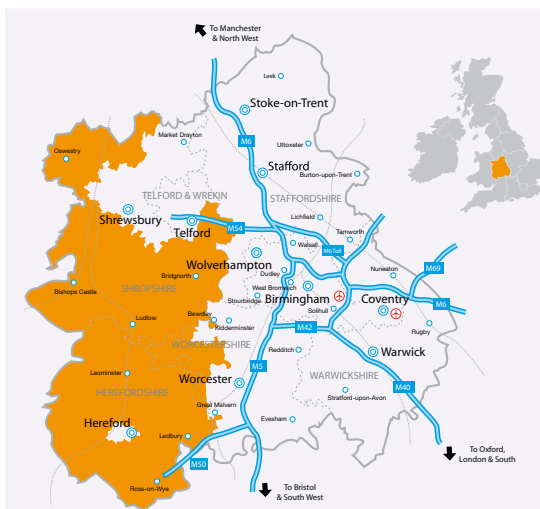 To Manchester
& North West
Leek
Stoke-on-Trent
Market Drayton
M6
Uttoxeter
Oswestry
Stafford
Burton-upon-Trent
TELFORD & WREKIN
STAFFORDSHIRE
Shrewsbury
Lichfield
Telford
M54
Tamworth
Walsall
M6 Toll
Wolverhampton
M69
Dudley
Nuneaton
Bridgnorth
West Bromwich
Bishops Castle
SHROPSHIRE
Stourbridge
Birmingham
Coventry
M6
Solihull
Bewdley
Ludlow
Kidderminster
M42
Rugby
WORCESTERSHIRE
Redditch
Warwick
Leominster
M5
WARWICKSHIRE
Worcester
M40
HEREFORDSHIRE
Stratford-upon-Avon
Great Malvern
Hereford
Evesham
Ledbury
To Oxford,
London & South
M50
Ross-on-Wye
To Bristol
& South West